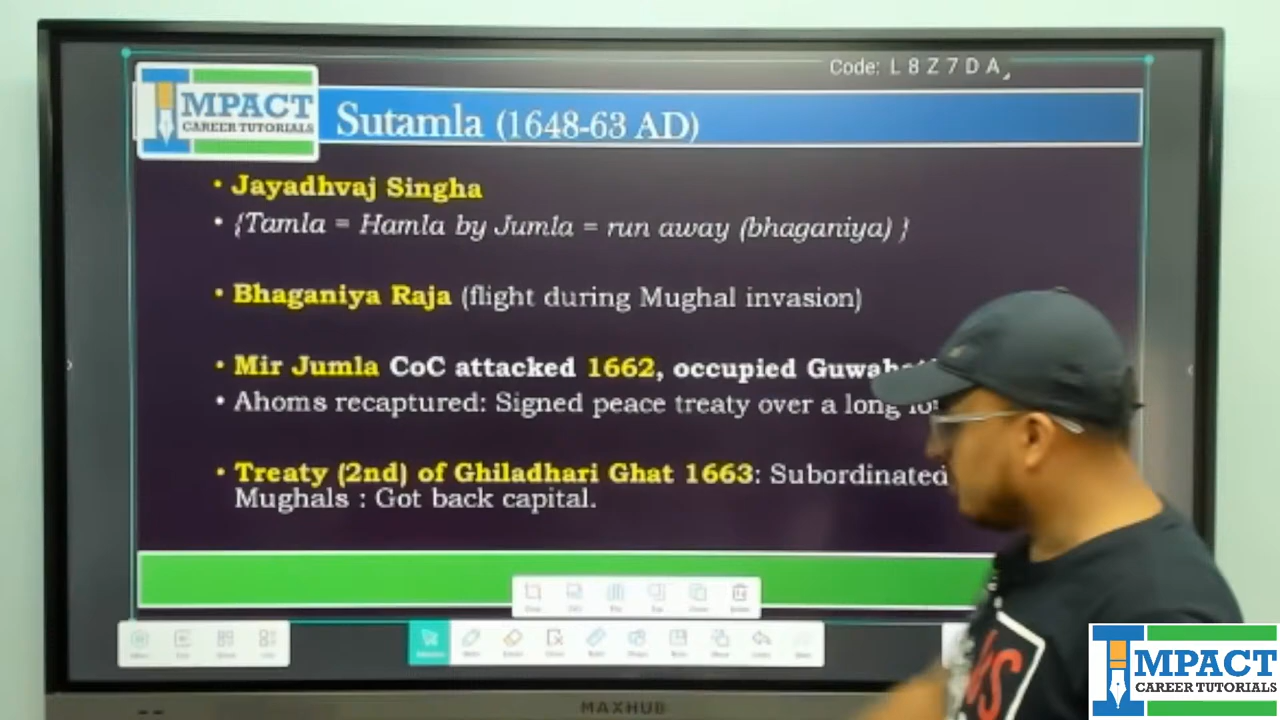 Code: L 8 Z 7 D A
IMPACT
CAREER TUTORIALS
Sutamla (1648-63 AD)
• Jayadhvaj Singha
• {Tamla = Hamla by Jumla = run away (bhaganiya) }
• Bhaganiya Raja (flight during Mughal invasion)
• Mir Jumla CoC attacked 1662, occupied
• Ahoms recaptured: Signed peace treaty over a long
• Treaty (2nd) of Ghiladhari Ghat 1663: Subordinated
Mughals : Got back capital.
MAXHUB
IMPACT
CAREER TUTORIALS